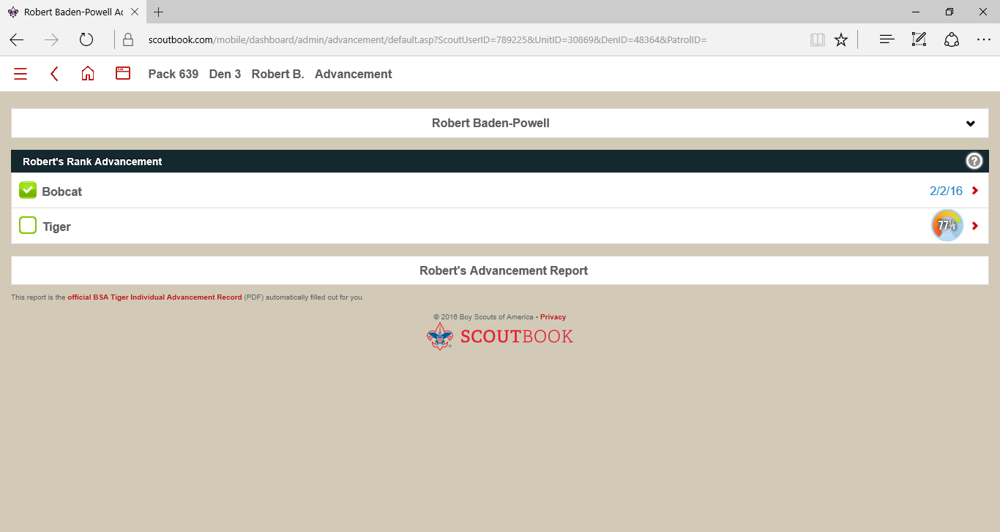 Robert Baden-Powell Ac
scoutbook.com/mobile/dashboard/admin/advancement/default.asp?ScoutUserID=789225&UnitID=30869&DenID=48364&PatrolID=
Pack 639 Den 3 Robert B. Advancement
Robert Baden-Powell
Robert's Rank Advancement ?
Bobcat 2/2/16
Tiger 77%
Robert's Advancement Report
This report is the official BSA Tiger Individual Advancement Record (PDF) automatically filled out for you.
© 2016 Boy Scouts of America • Privacy
SCOUTBOOK